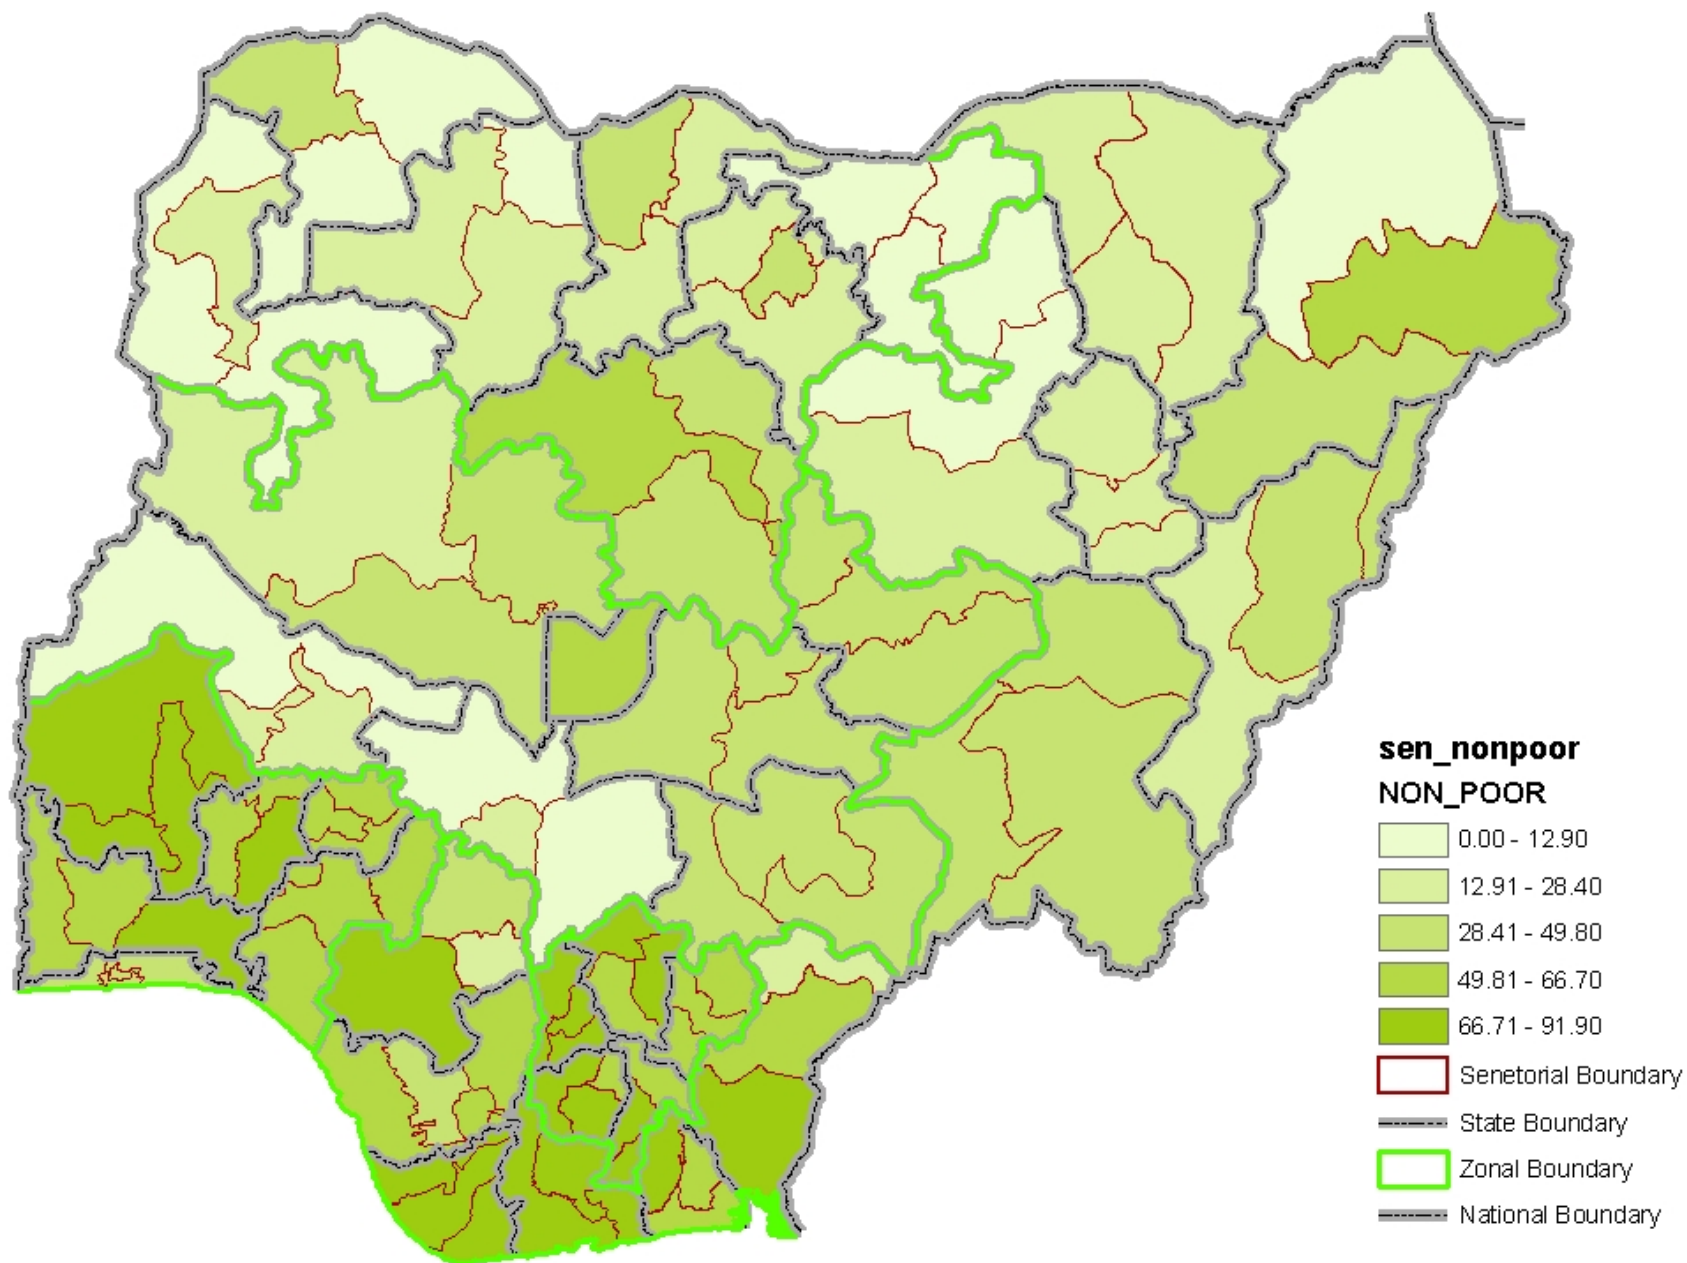 sen_nonpoor
NON_POOR
0.00 - 12.90
12.91 - 28.40
28.41 - 49.80
49.81 - 66.70
66.71 - 91.90
Senetorial Boundary
State Boundary
Zonal Boundary
National Boundary